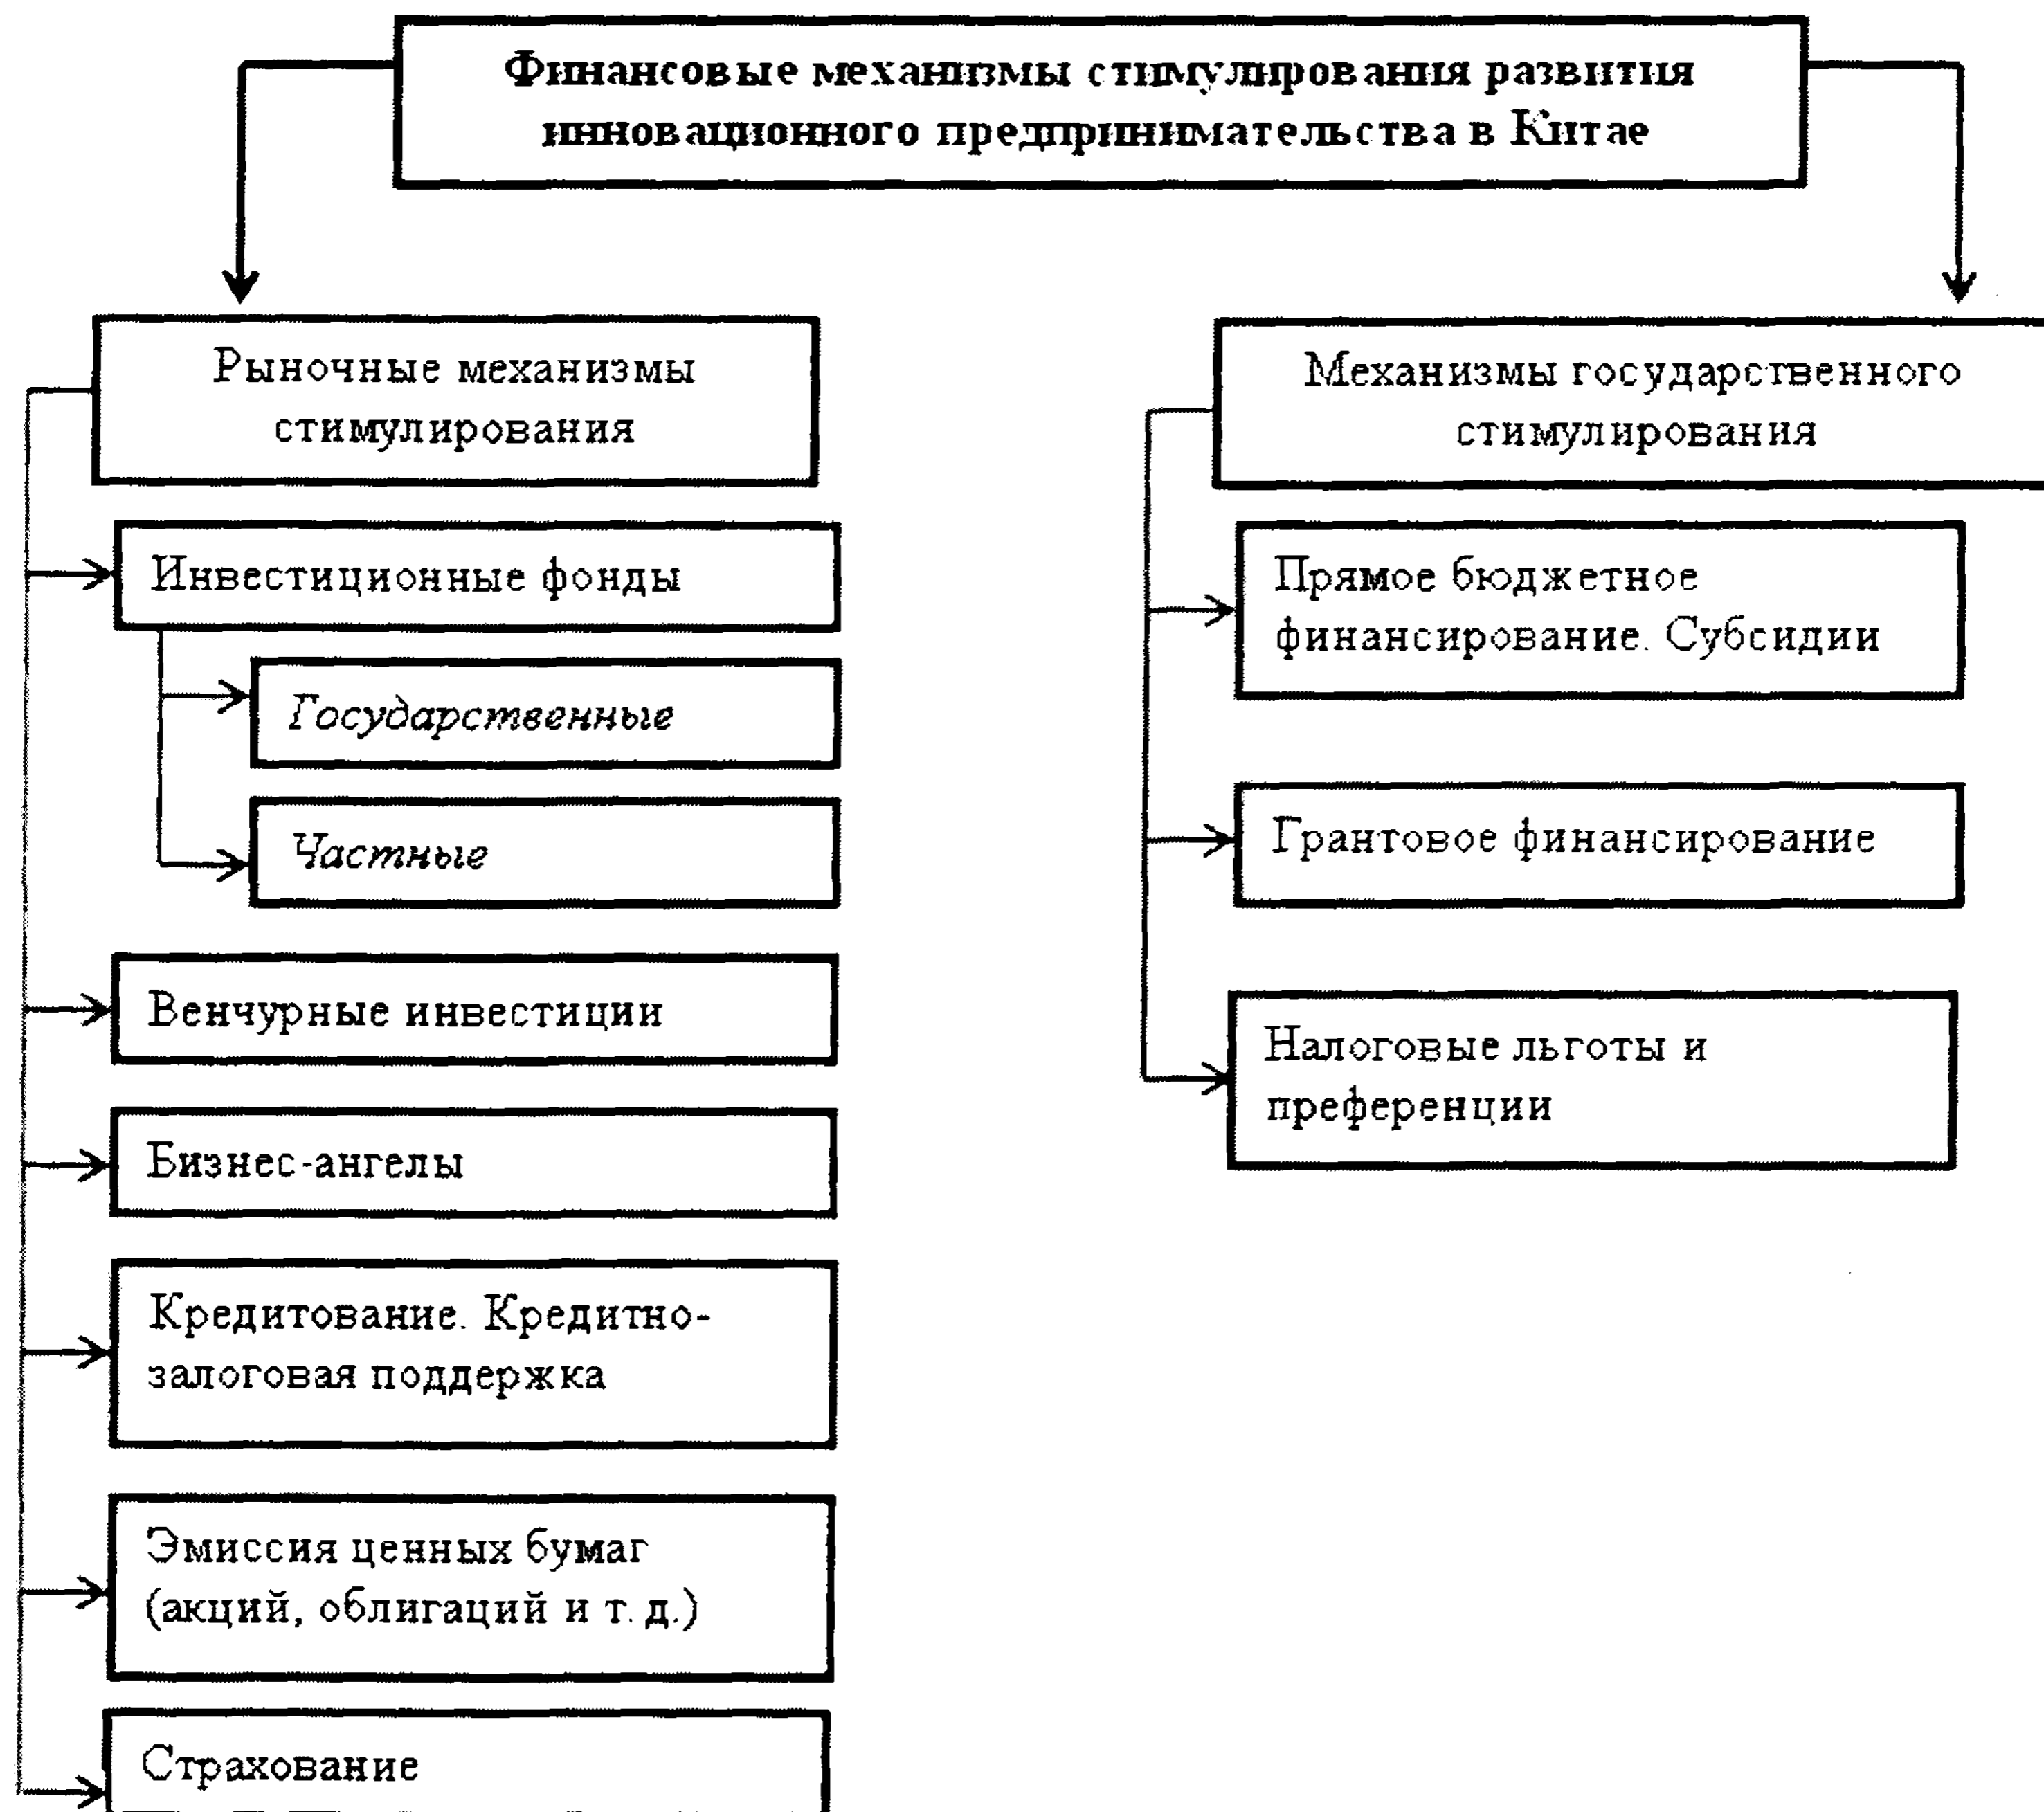 Финансовые механизмы стимулирования развития
инновационного предпринимательства в Китае
Рыночные механизмы
стимулирования
Инвестиционные фонды
Государственные
Частные
Венчурные инвестиции
Бизнес-ангелы
Кредитование. Кредитно-
залоговая поддержка
Эмиссия ценных бумаг
(акций, облигаций и т. д.)
Страхование
Механизмы государственного
стимулирования
Прямое бюджетное
финансирование. Субсидии
Грантовое финансирование
Налоговые льготы и
преференции